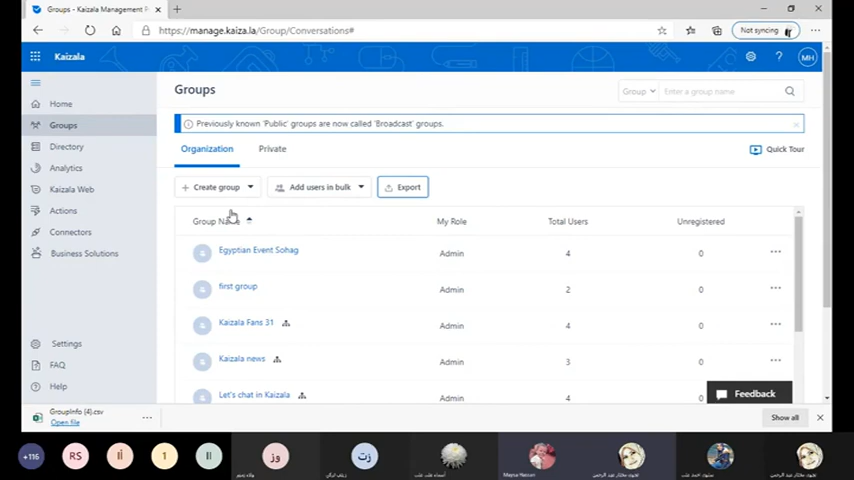 Groups - Kaizala Management P
https://manage.kaiza.la/Group/Conversations#
Not syncing
Kaizala
MH
Home
Groups
Directory
Analytics
Kaizala Web
Actions
Connectors
Business Solutions
Settings
FAQ
Help
Groups
Group
Enter a group name
Previously known 'Public' groups are now called 'Broadcast' groups.
Organization
Private
Quick Tour
Create group
Add users in bulk
Export
Group Name
My Role
Total Users
Unregistered
Egyptian Event Sohag
Admin
4
0
first group
Admin
2
0
Kaizala Fans 31
Admin
4
0
Kaizala news
Admin
3
0
Let's chat in Kaizala
Admin
4
0
Feedback
GroupInfo (4).csv
Open file
Show all
+116
RS
1
وز
زت